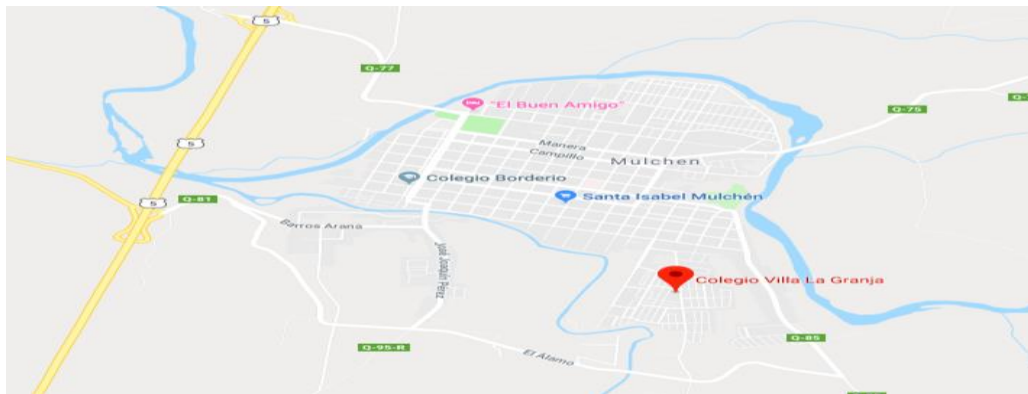 5
Q-77
"El Buen Amigo"
Q-75
Manera
Campillo
Mulchen
5
Colegio Borderio
Santa Isabel Mulchén
5
Q-81
Barros Arana
José Joaquín Pérez
Colegio Villa La Granja
Q-85
Q-95-R
El Álamo